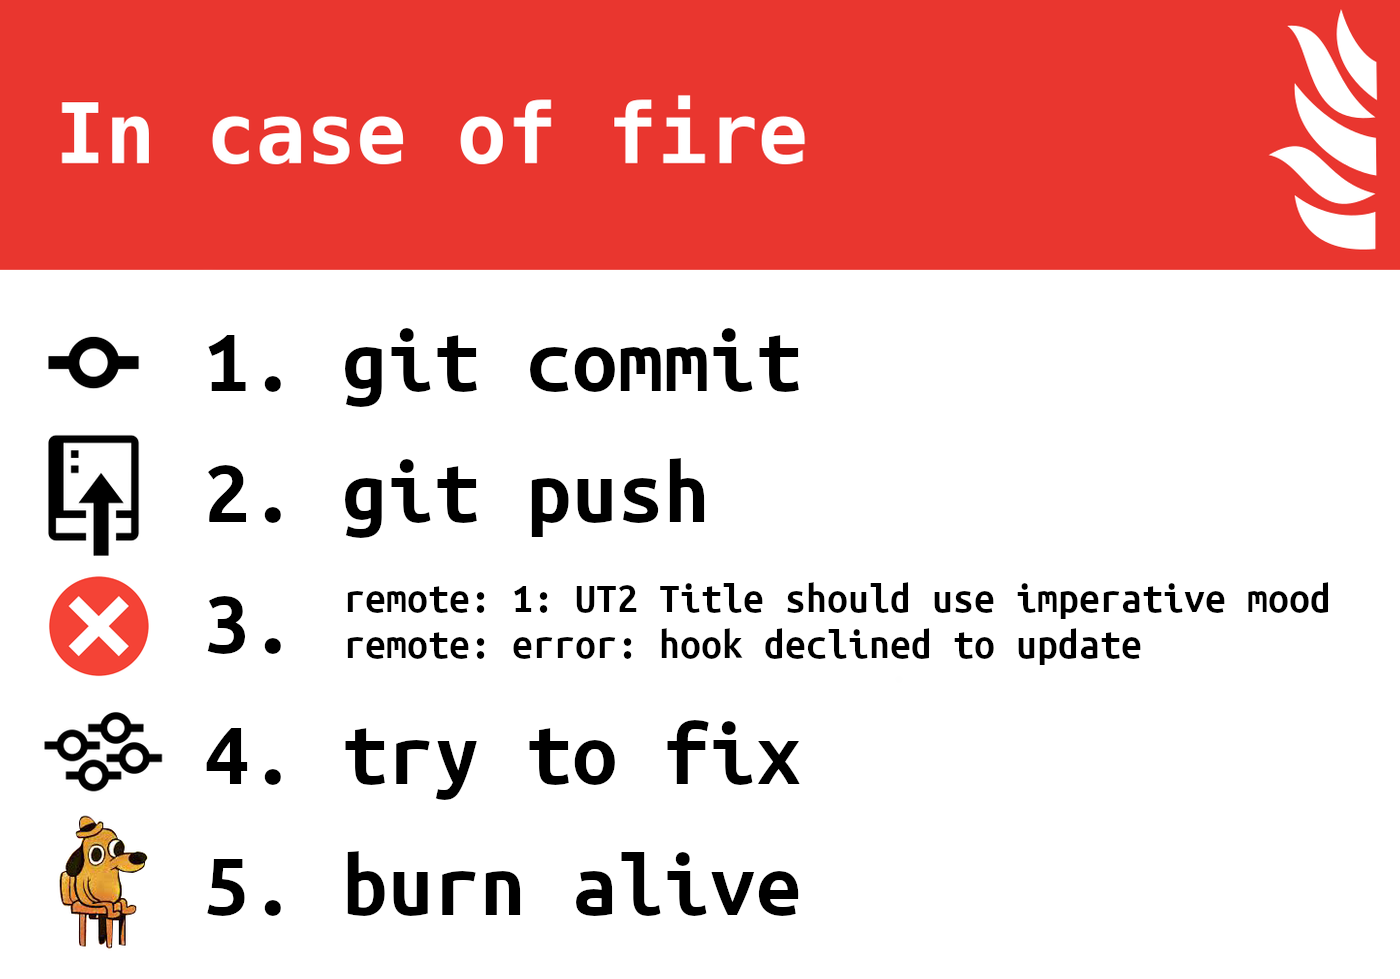 In case of fire
1. git commit
2. git push
3. remote: 1: UT2 Title should use imperative mood
remote: error: hook declined to update
4. try to fix
5. burn alive